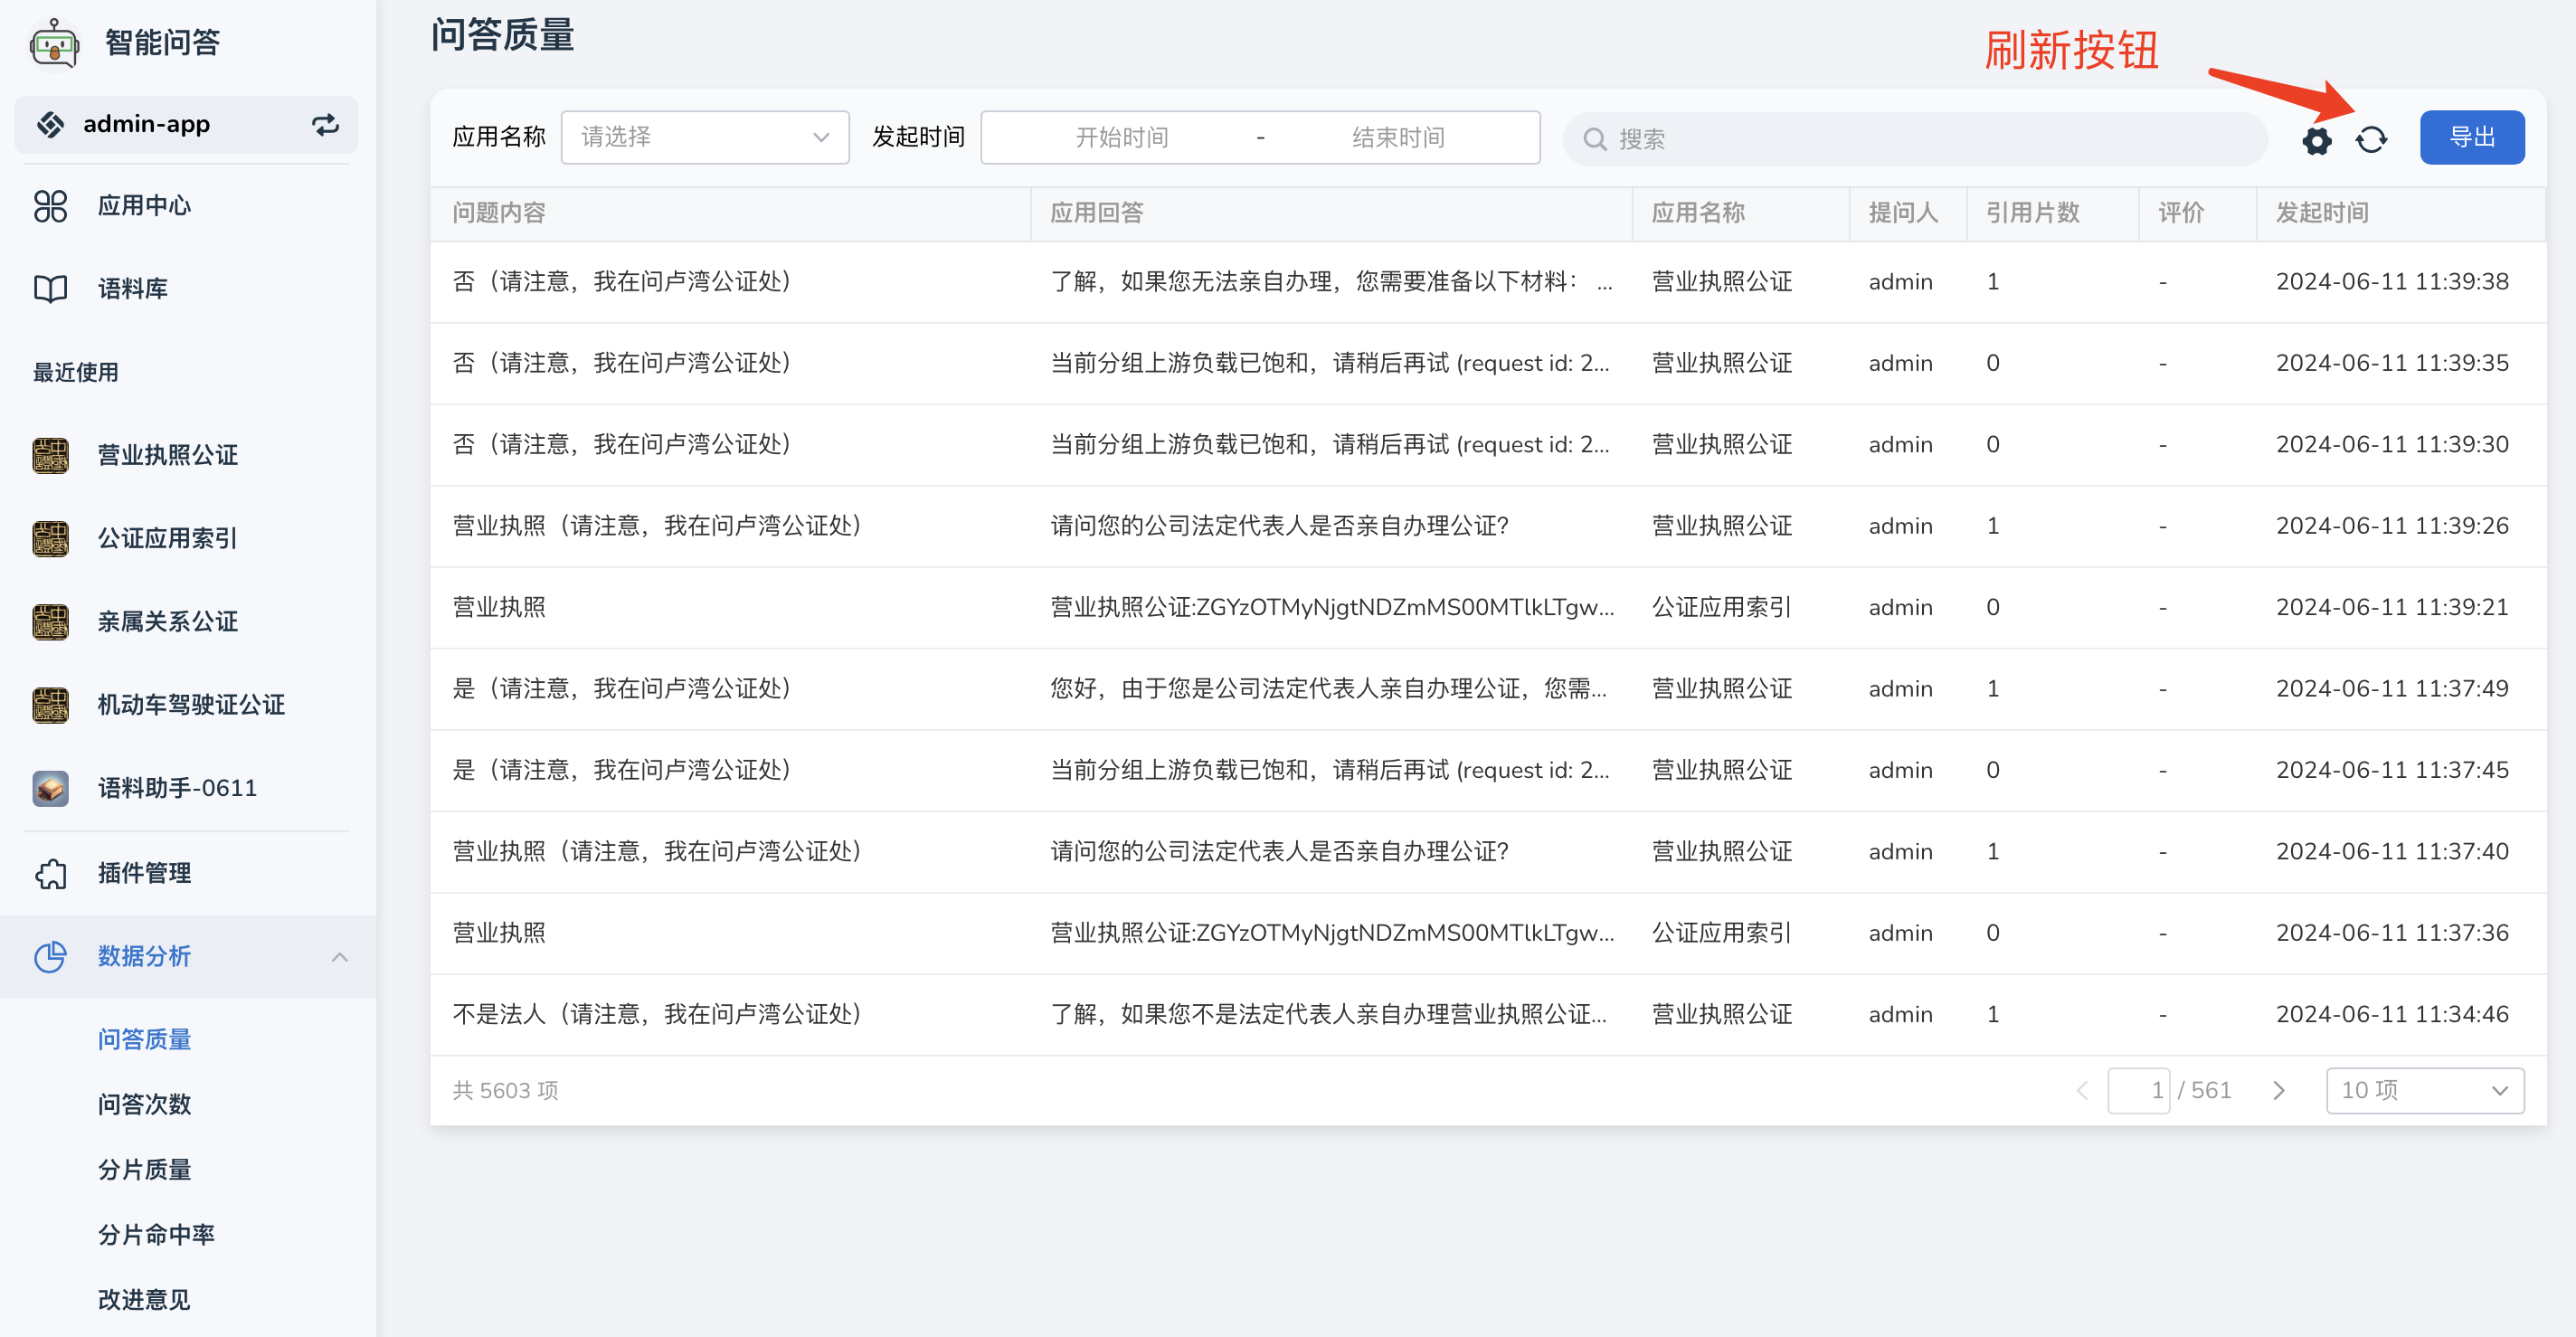 智能问答
admin-app
应用中心
语料库
最近使用
营业执照公证
公证应用索引
亲属关系公证
机动车驾驶证公证
语料助手-0611
插件管理
数据分析
问答质量
问答次数
分片质量
分片命中率
改进意见
问答质量
刷新按钮
应用名称 请选择 发起时间 开始时间 - 结束时间 搜索 导出
问题内容 应用回答 应用名称 提问人 引用片数 评价 发起时间
否（请注意，我在问卢湾公证处） 了解，如果您无法亲自办理，您需要准备以下材料： ... 营业执照公证 admin 1 - 2024-06-11 11:39:38
否（请注意，我在问卢湾公证处） 当前分组上游负载已饱和，请稍后再试 (request id: 2... 营业执照公证 admin 0 - 2024-06-11 11:39:35
否（请注意，我在问卢湾公证处） 当前分组上游负载已饱和，请稍后再试 (request id: 2... 营业执照公证 admin 0 - 2024-06-11 11:39:30
营业执照（请注意，我在问卢湾公证处） 请问您的公司法定代表人是否亲自办理公证？ 营业执照公证 admin 1 - 2024-06-11 11:39:26
营业执照 营业执照公证:ZGYzOTMyNjgtNDZmMS00MTlkLTgw... 公证应用索引 admin 0 - 2024-06-11 11:39:21
是（请注意，我在问卢湾公证处） 您好，由于您是公司法定代表人亲自办理公证，您需... 营业执照公证 admin 1 - 2024-06-11 11:37:49
是（请注意，我在问卢湾公证处） 当前分组上游负载已饱和，请稍后再试 (request id: 2... 营业执照公证 admin 0 - 2024-06-11 11:37:45
营业执照（请注意，我在问卢湾公证处） 请问您的公司法定代表人是否亲自办理公证？ 营业执照公证 admin 1 - 2024-06-11 11:37:40
营业执照 营业执照公证:ZGYzOTMyNjgtNDZmMS00MTlkLTgw... 公证应用索引 admin 0 - 2024-06-11 11:37:36
不是法人（请注意，我在问卢湾公证处） 了解，如果您不是法定代表人亲自办理营业执照公证... 营业执照公证 admin 1 - 2024-06-11 11:34:46
共 5603 项 1 / 561 10 项